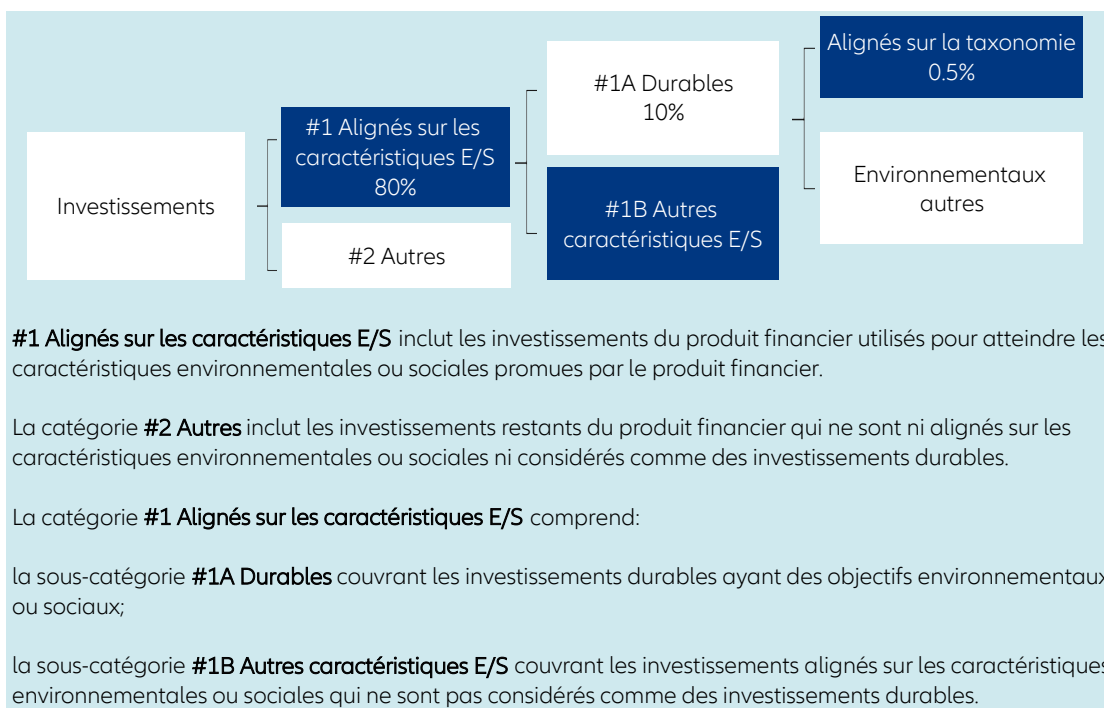 Investissements
#1 Alignés sur les
caractéristiques E/S
80%
#2 Autres
#1A Durables
10%
#1B Autres
caractéristiques E/S
Alignés sur la taxonomie
0.5%
Environnementaux
autres
#1 Alignés sur les caractéristiques E/S inclut les investissements du produit financier utilisés pour atteindre les
caractéristiques environnementales ou sociales promues par le produit financier.
La catégorie #2 Autres inclut les investissements restants du produit financier qui ne sont ni alignés sur les
caractéristiques environnementales ou sociales ni considérés comme des investissements durables.
La catégorie #1 Alignés sur les caractéristiques E/S comprend:
la sous-catégorie #1A Durables couvrant les investissements durables ayant des objectifs environnementaux
ou sociaux;
la sous-catégorie #1B Autres caractéristiques E/S couvrant les investissements alignés sur les caractéristiques
environnementales ou sociales qui ne sont pas considérés comme des investissements durables.